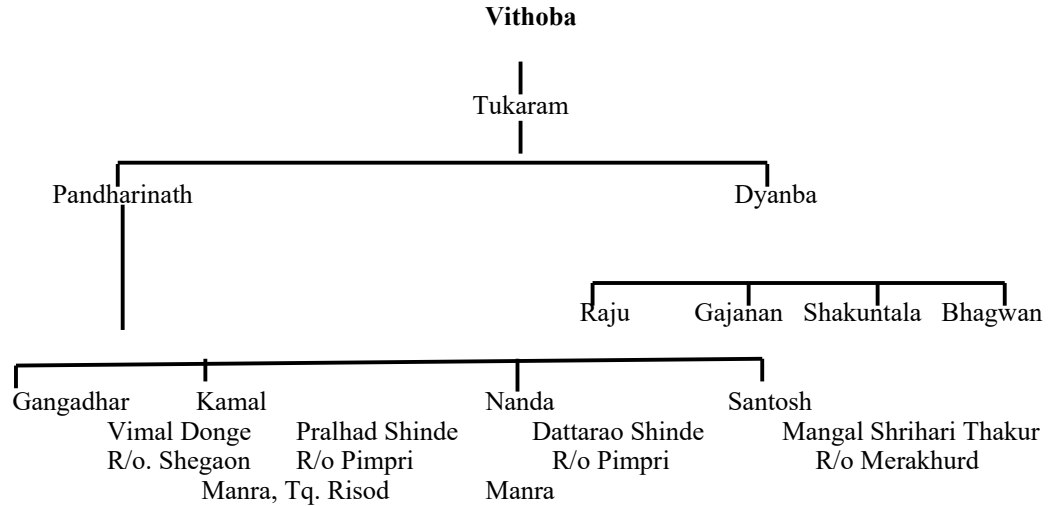 Vithoba
Tukaram
Pandharinath Dyanba
Raju Gajanan Shakuntala Bhagwan
Gangadhar Kamal Nanda Santosh
Vimal Donge Pralhad Shinde Dattarao Shinde Mangal Shrihari Thakur
R/o. Shegaon R/o Pimpri R/o Pimpri R/o Merakhurd
Manra, Tq. Risod Manra